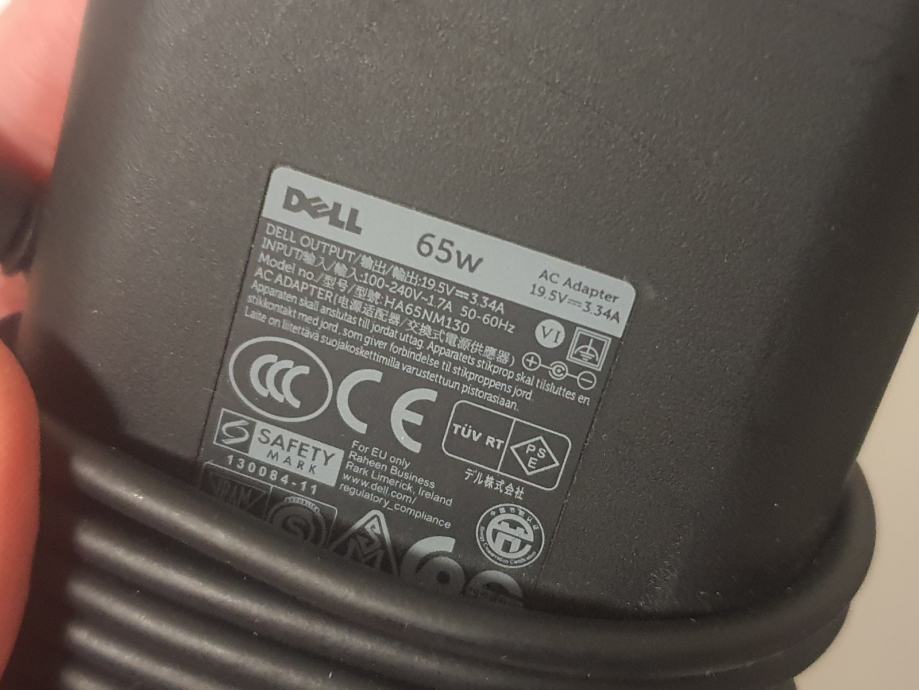 DELL
65w
AC Adapter
19.5V⎓3.34A
DELL OUTPUT/输出/輸出:19.5V⎓3.34A
INPUT/输入/輸入:100-240V~1.7A 50-60Hz
Model no./型号/型號:HA65NM130
AC ADAPTER(电源适配器/交換式電源供應器)
Apparaten skall anslutas till jordat uttag. Apparatets stikprop skal tilsluttes en
stikkontakt med jord, som giver forbindelse til stikproppens jord.
Laite on liitettävä suojakoskettimilla varustettuun pistorasiaan.
VI
CCC
CE
TÜV RT
PSE
デル株式会社
SAFETY
MARK
130084-11
For EU only
Raheen Business
Park Limerick, Ireland
www.dell.com/
regulatory_compliance